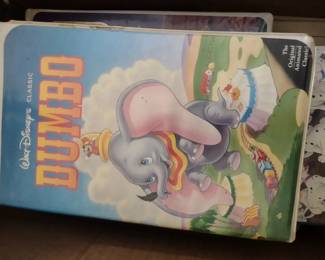 Walt Disney's CLASSIC
DUMBO
The
Original
Animated
Classic!